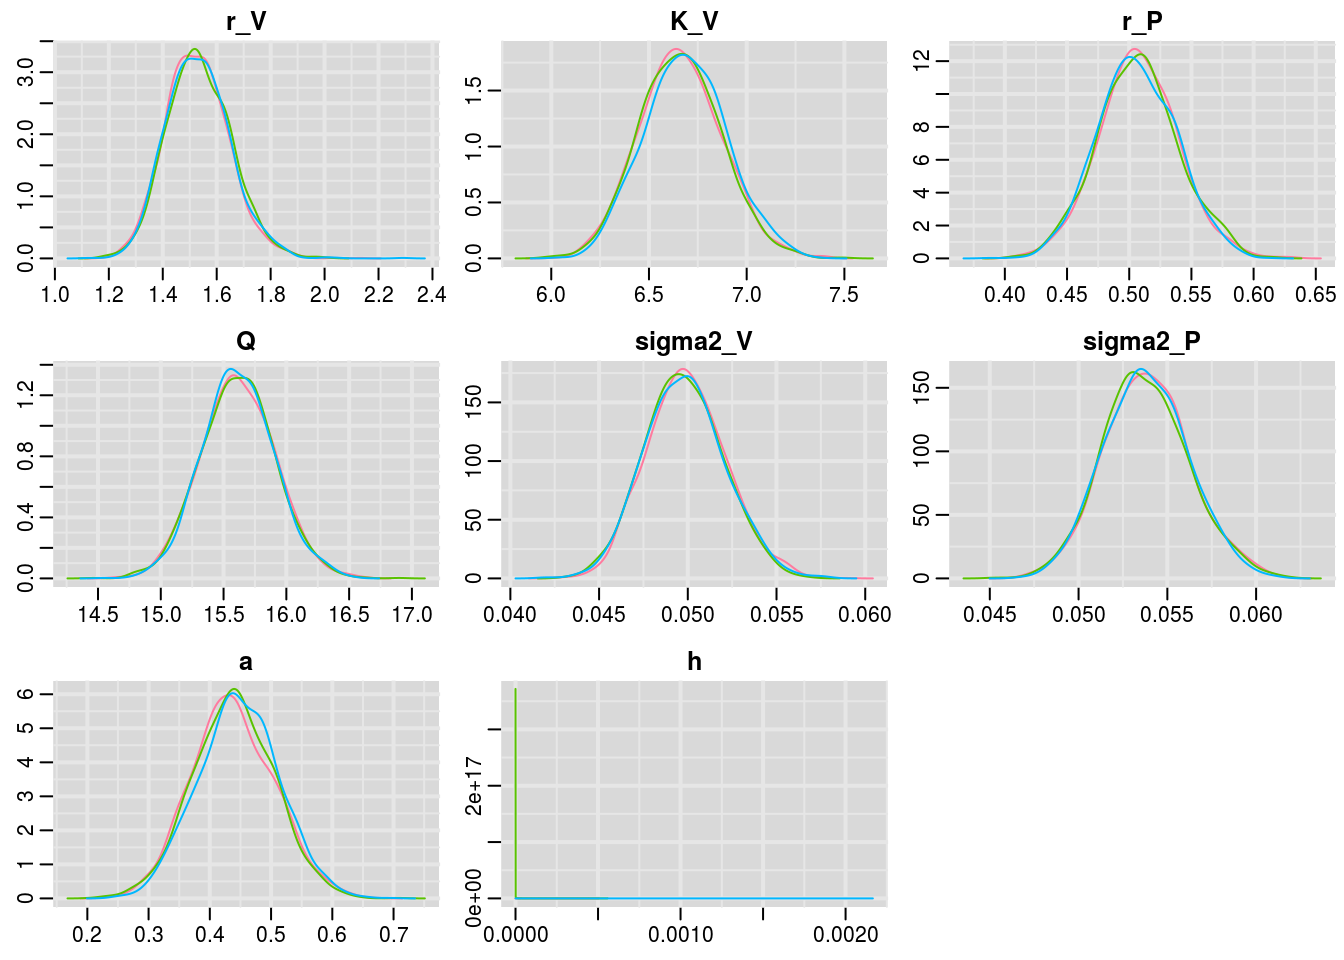 r_V K_V r_P
0.0 1.0 2.0 3.0
1.0 1.2 1.4 1.6 1.8 2.0 2.2 2.4
0.0 0.5 1.0 1.5
6.0 6.5 7.0 7.5
0 2 4 6 8 12
0.40 0.45 0.50 0.55 0.60 0.65
Q sigma2_V sigma2_P
0.0 0.4 0.8 1.2
14.5 15.0 15.5 16.0 16.5 17.0
0 50 100 150
0.040 0.045 0.050 0.055 0.060
0 50 100 150
0.045 0.050 0.055 0.060
a h
0 1 2 3 4 5 6
0.2 0.3 0.4 0.5 0.6 0.7
0e+00 2e+17
0.0000 0.0010 0.0020